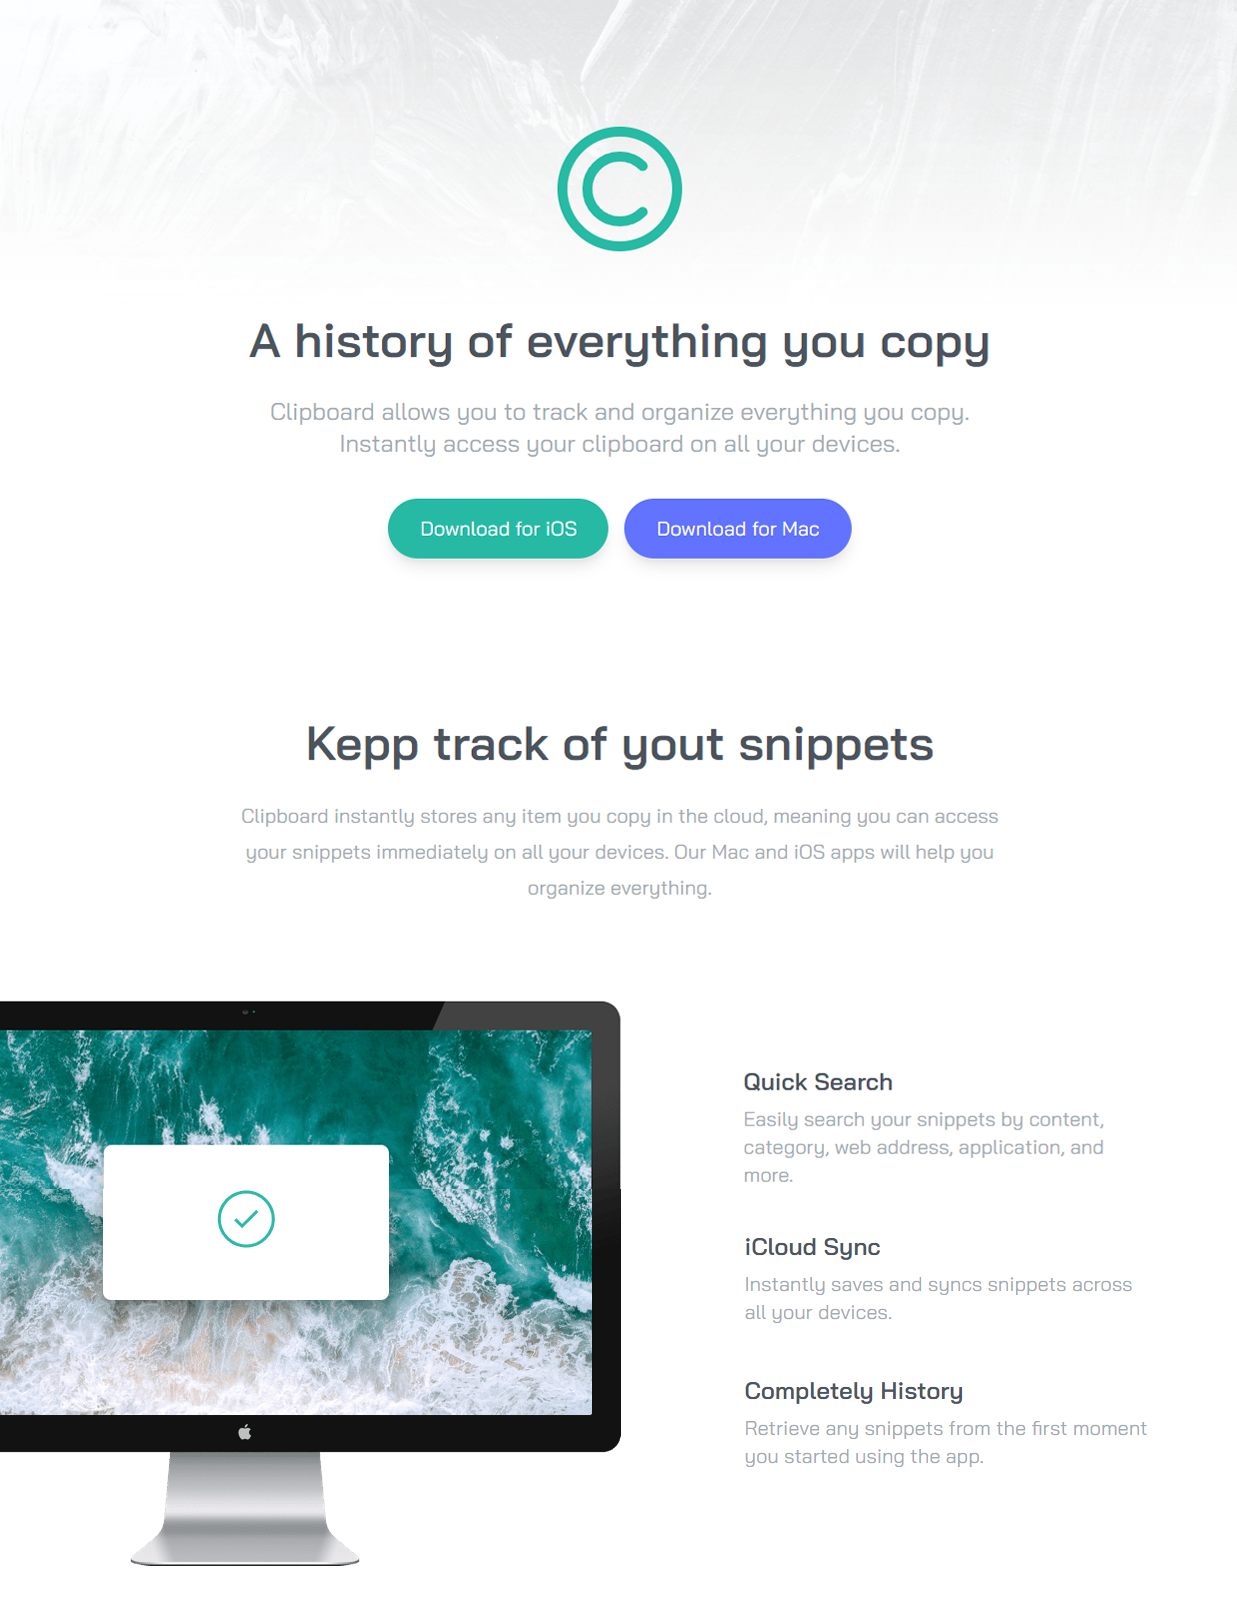 A history of everything you copy
Clipboard allows you to track and organize everything you copy.
Instantly access your clipboard on all your devices.
Download for iOS
Download for Mac
Kepp track of yout snippets
Clipboard instantly stores any item you copy in the cloud, meaning you can access
your snippets immediately on all your devices. Our Mac and iOS apps will help you
organize everything.
Quick Search
Easily search your snippets by content,
category, web address, application, and
more.
iCloud Sync
Instantly saves and syncs snippets across
all your devices.
Completely History
Retrieve any snippets from the first moment
you started using the app.